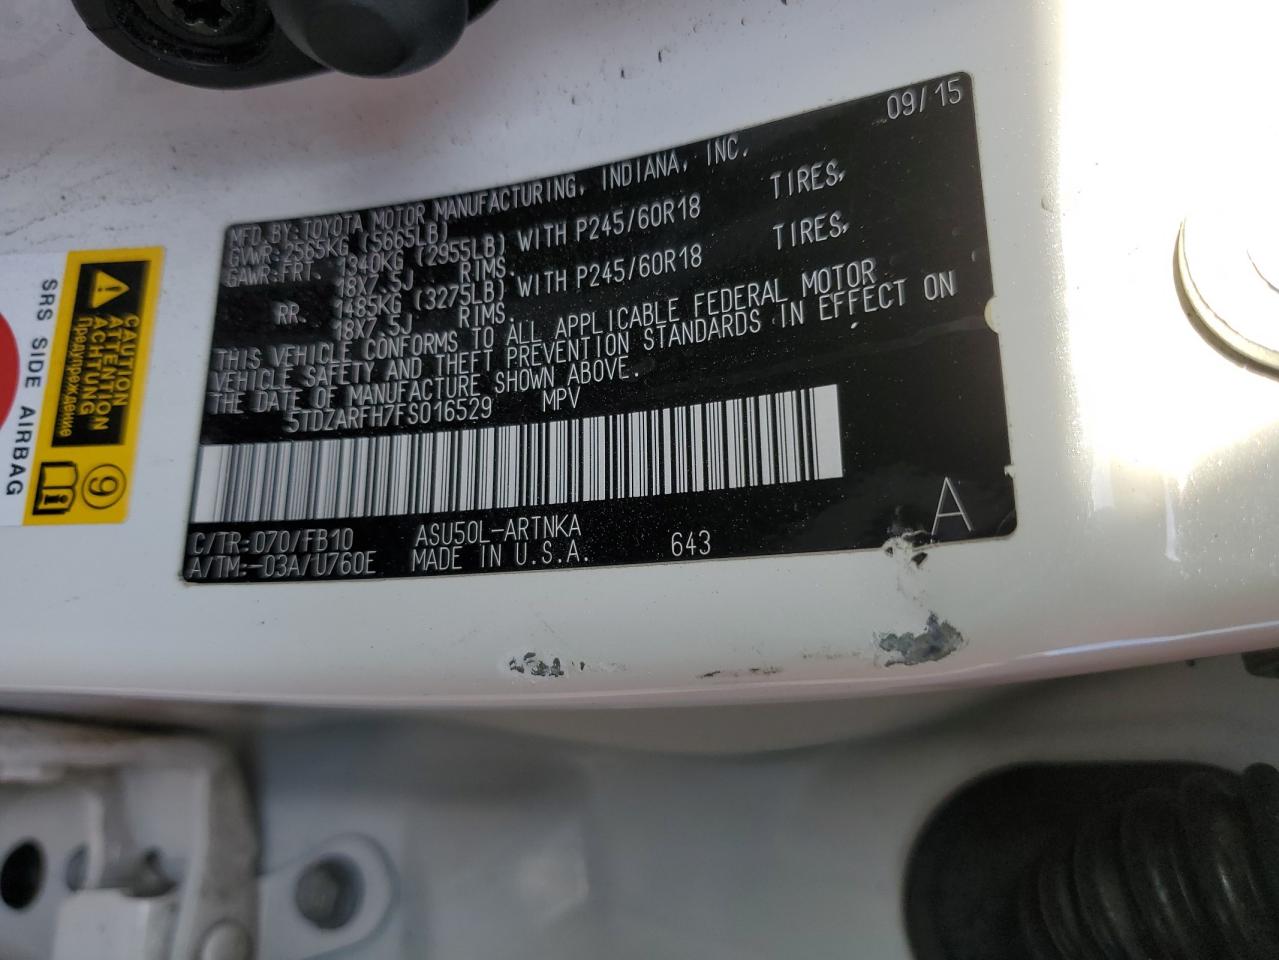 09/15
MFD.BY:TOYOTA MOTOR MANUFACTURING, INDIANA, INC.
GVWR:2565KG (5665LB)
GAWR:FRT. 1340KG (2955LB) WITH P245/60R18 TIRES,
18X7.5J RIMS.
RR. 1485KG (3275LB) WITH P245/60R18 TIRES,
18X7.5J RIMS.
THIS VEHICLE CONFORMS TO ALL APPLICABLE FEDERAL MOTOR
VEHICLE SAFETY AND THEFT PREVENTION STANDARDS IN EFFECT ON
THE DATE OF MANUFACTURE SHOWN ABOVE.
5TDZARFH7FS016529 MPV
C/TR:070/FB10 ASU50L-ARTNKA
A/TM:-03A/U760E MADE IN U.S.A. 643
A
CAUTION
ATTENTION
ACHTUNG
Предупреждение
9
SRS SIDE AIRBAG